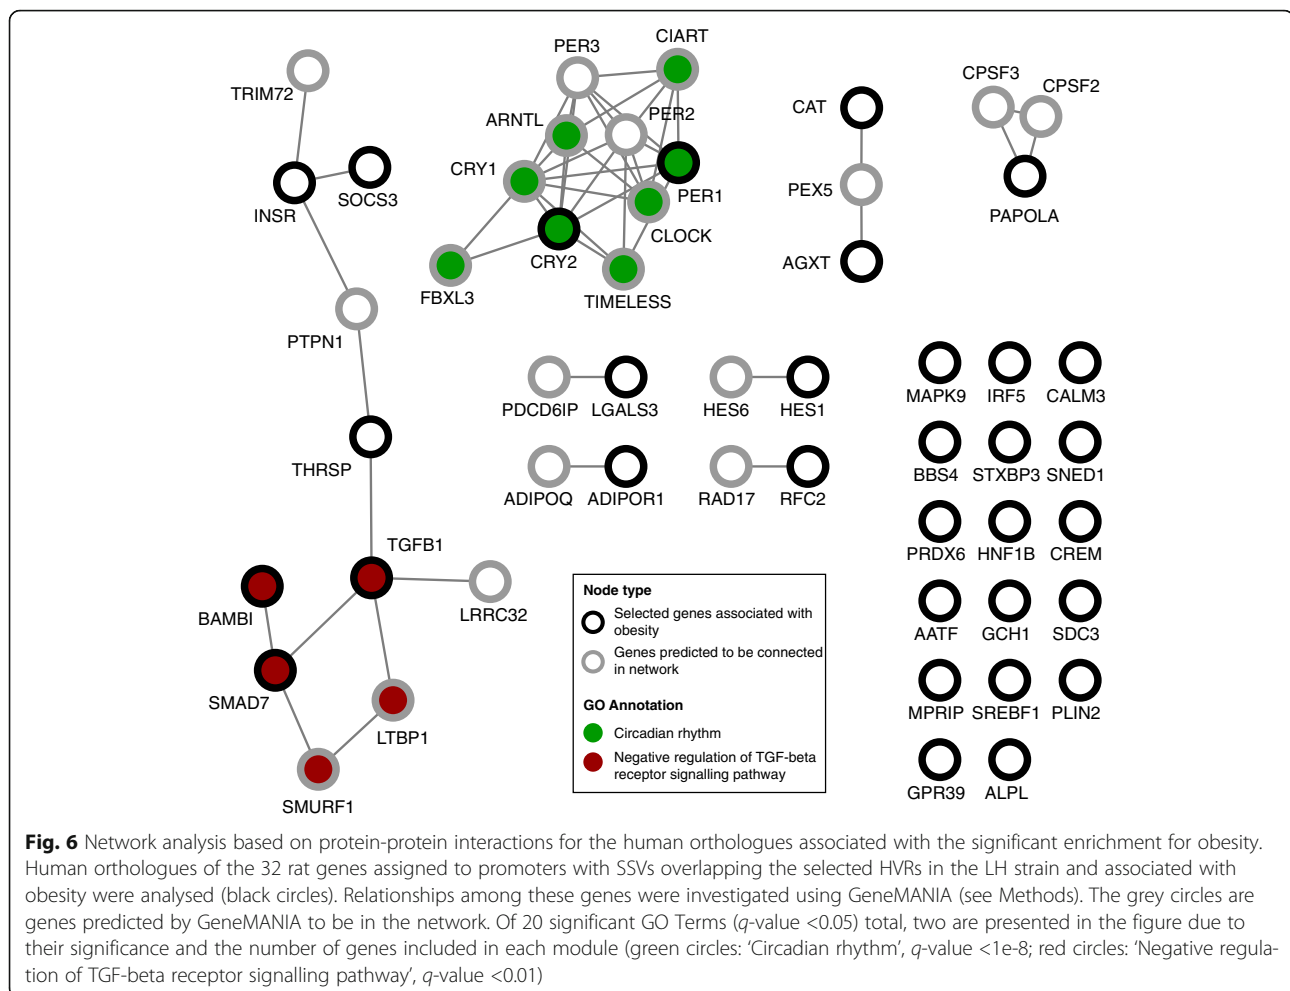 TRIM72
INSR
SOCS3
PTPN1
THRSP
TGFB1
LRRC32
BAMBI
SMAD7
LTBP1
SMURF1
PER3
CIART
ARNTL
PER2
CRY1
PER1
CLOCK
CRY2
FBXL3
TIMELESS
CAT
PEX5
AGXT
CPSF3
CPSF2
PAPOLA
PDCD6IP
LGALS3
HES6
HES1
ADIPOQ
ADIPOR1
RAD17
RFC2
MAPK9 IRF5 CALM3
BBS4 STXBP3 SNED1
PRDX6 HNF1B CREM
AATF GCH1 SDC3
MPRIP SREBF1 PLIN2
GPR39 ALPL
Node type
Selected genes associated with
obesity
Genes predicted to be connected
in network
GO Annotation
Circadian rhythm
Negative regulation of TGF-beta
receptor signalling pathway
Fig. 6 Network analysis based on protein-protein interactions for the human orthologues associated with the significant enrichment for obesity.
Human orthologues of the 32 rat genes assigned to promoters with SSVs overlapping the selected HVRs in the LH strain and associated with
obesity were analysed (black circles). Relationships among these genes were investigated using GeneMANIA (see Methods). The grey circles are
genes predicted by GeneMANIA to be in the network. Of 20 significant GO Terms (q-value <0.05) total, two are presented in the figure due to
their significance and the number of genes included in each module (green circles: ‘Circadian rhythm’, q-value <1e-8; red circles: ‘Negative regula-
tion of TGF-beta receptor signalling pathway’, q-value <0.01)